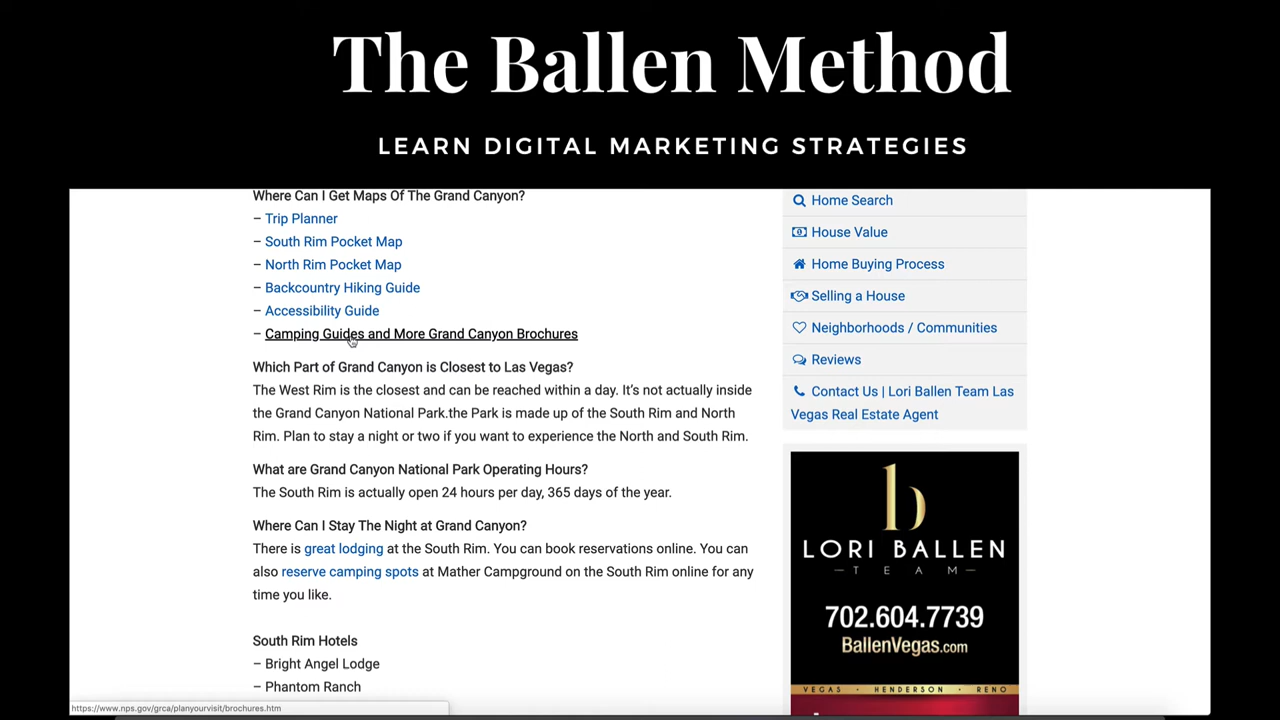 The Ballen Method
LEARN DIGITAL MARKETING STRATEGIES
Where Can I Get Maps Of The Grand Canyon?
– Trip Planner
– South Rim Pocket Map
– North Rim Pocket Map
– Backcountry Hiking Guide
– Accessibility Guide
– Camping Guides and More Grand Canyon Brochures
Which Part of Grand Canyon is Closest to Las Vegas?
The West Rim is the closest and can be reached within a day. It's not actually inside
the Grand Canyon National Park.the Park is made up of the South Rim and North
Rim. Plan to stay a night or two if you want to experience the North and South Rim.
What are Grand Canyon National Park Operating Hours?
The South Rim is actually open 24 hours per day, 365 days of the year.
Where Can I Stay The Night at Grand Canyon?
There is great lodging at the South Rim. You can book reservations online. You can
also reserve camping spots at Mather Campground on the South Rim online for any
time you like.
South Rim Hotels
– Bright Angel Lodge
– Phantom Ranch
https://www.nps.gov/grca/planyourvisit/brochures.htm
Home Search
House Value
Home Buying Process
Selling a House
Neighborhoods / Communities
Reviews
Contact Us | Lori Ballen Team Las
Vegas Real Estate Agent
b
LORI BALLEN
TEAM
702.604.7739
BallenVegas.com
VEGAS • HENDERSON • RENO